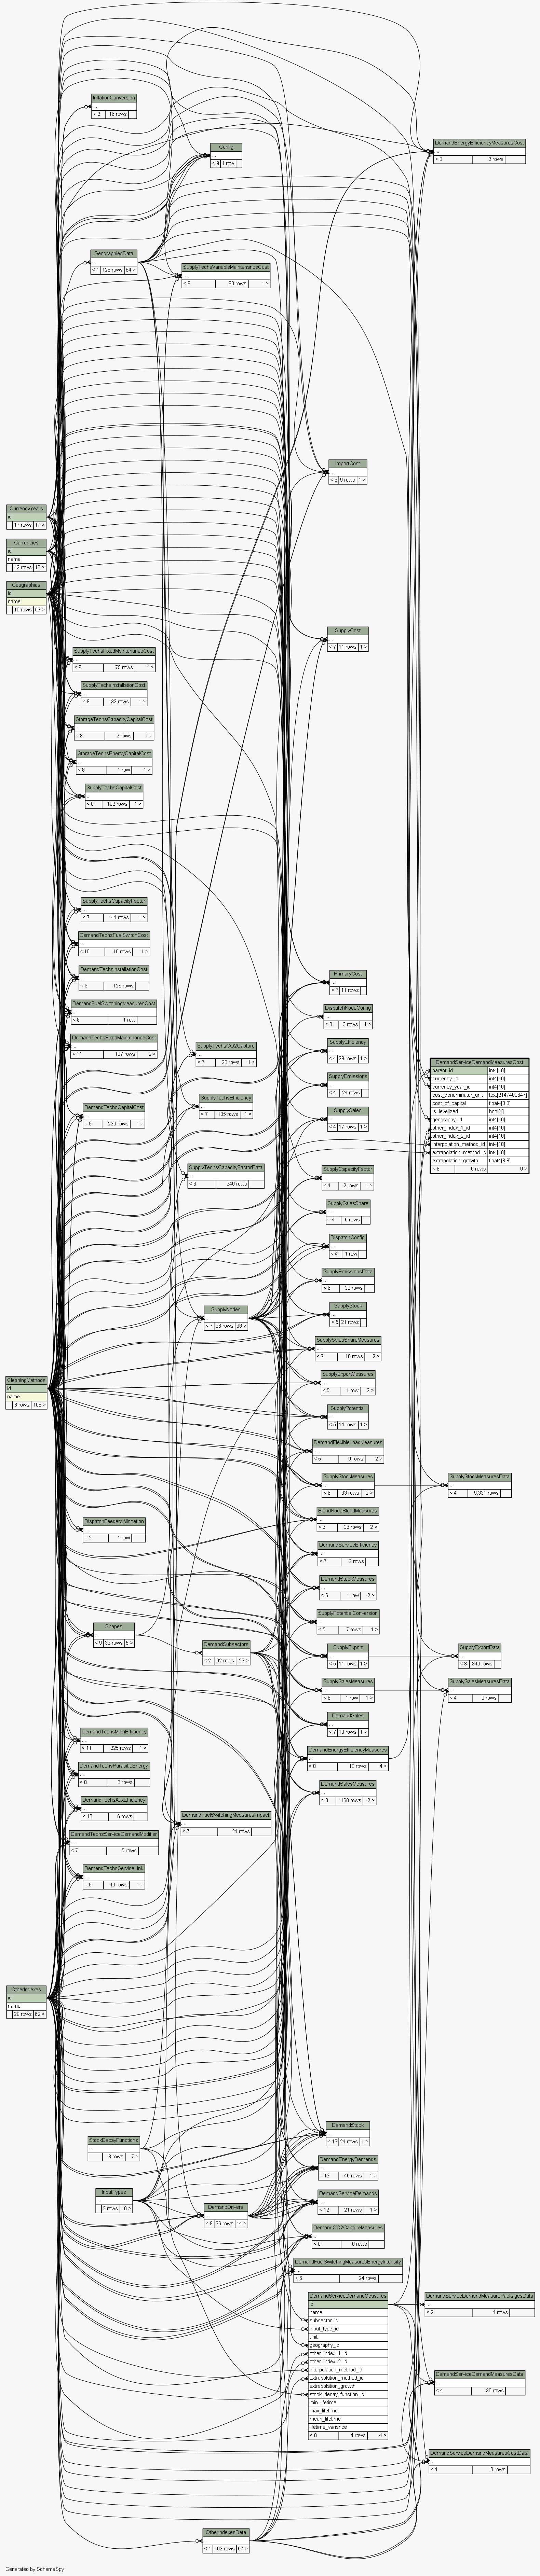 InflationConversion
< 2 18 rows
Config
< 9 1 row
DemandEnergyEfficiencyMeasuresCost
< 8 2 rows
GeographiesData
< 1 128 rows 64 >
SupplyTechsVariableMaintenanceCost
< 9 80 rows 1 >
ImportCost
< 8 9 rows 1 >
CurrencyYears
id
17 rows 17 >
Currencies
id
name
42 rows 18 >
Geographies
id
name
10 rows 69 >
SupplyCost
< 7 11 rows 1 >
SupplyTechsFixedMaintenanceCost
< 9 75 rows 1 >
SupplyTechsInstallationCost
< 8 33 rows 1 >
StorageTechsCapacityCapitalCost
< 8 2 rows 1 >
StorageTechsEnergyCapitalCost
< 8 1 row 1 >
SupplyTechsCapitalCost
< 8 102 rows 1 >
SupplyTechsCapacityFactor
< 7 44 rows 1 >
DemandTechsFuelSwitchCost
< 10 10 rows 1 >
DemandTechsInstallationCost
< 9 126 rows
DemandFuelSwitchingMeasuresCost
< 8 1 row
DemandTechsFixedMaintenanceCost
< 11 187 rows 2 >
PrimaryCost
< 7 11 rows
DispatchNodeConfig
< 3 3 rows 1 >
SupplyEfficiency
< 4 29 rows 1 >
SupplyTechsCO2Capture
< 7 28 rows 1 >
SupplyEmissions
< 4 24 rows
DemandServiceDemandMeasuresCost
parent_id int4[10]
currency_id int4[10]
currency_year_id int4[10]
cost_denominator_unit text[2147483647]
cost_of_capital float4[8,8]
is_levelized bool[1]
geography_id int4[10]
other_index_1_id int4[10]
other_index_2_id int4[10]
interpolation_method_id int4[10]
extrapolation_method_id int4[10]
extrapolation_growth float4[8,8]
< 8 0 rows 0 >
SupplyTechsEfficiency
< 7 105 rows 1 >
DemandTechsCapitalCost
< 9 230 rows 1 >
SupplySales
< 4 17 rows 1 >
SupplyTechsCapacityFactorData
< 3 240 rows
SupplyCapacityFactor
< 4 2 rows 1 >
SupplySalesShare
< 4 6 rows
DispatchConfig
< 4 1 row
SupplyEmissionsData
< 6 32 rows
SupplyNodes
< 7 96 rows 36 >
SupplyStock
< 5 21 rows
SupplySalesShareMeasures
< 7 18 rows 2 >
CleaningMethods
id
name
8 rows 108 >
SupplyExportMeasures
< 5 1 row 2 >
SupplyPotential
< 5 14 rows 1 >
DemandFlexibleLoadMeasures
< 5 9 rows 2 >
SupplyStockMeasures
< 6 33 rows 2 >
SupplyStockMeasuresData
< 4 9,331 rows
BlendNodeBlendMeasures
< 6 36 rows 2 >
DispatchFeedersAllocation
< 2 1 row
DemandServiceEfficiency
< 7 2 rows
DemandStockMeasures
< 6 1 row 2 >
SupplyPotentialConversion
< 5 7 rows 1 >
Shapes
< 9 32 rows 5 >
DemandSubsectors
< 2 62 rows 23 >
SupplyExport
< 5 11 rows 1 >
SupplyExportData
< 3 340 rows
SupplySalesMeasures
< 6 1 row 1 >
SupplySalesMeasuresData
< 4 0 rows
DemandSales
< 7 10 rows 1 >
DemandTechsMainEfficiency
< 11 225 rows 1 >
DemandEnergyEfficiencyMeasures
< 8 18 rows 4 >
DemandTechsParasiticEnergy
< 9 8 rows
DemandSalesMeasures
< 8 168 rows 2 >
DemandTechsAuxEfficiency
< 10 6 rows
DemandFuelSwitchingMeasuresImpact
< 7 24 rows
DemandTechsServiceDemandModifier
< 7 5 rows
DemandTechsServiceLink
< 8 40 rows 1 >
OtherIndexes
id
name
28 rows 62 >
DemandStock
< 13 24 rows 1 >
StockDecayFunctions
3 rows 7 >
DemandEnergyDemands
< 12 46 rows 1 >
InputTypes
2 rows 10 >
DemandServiceDemands
< 12 21 rows 1 >
DemandDrivers
< 8 36 rows 14 >
DemandCO2CaptureMeasures
< 8 0 rows
DemandFuelSwitchingMeasuresEnergyIntensity
< 6 24 rows
DemandServiceDemandMeasures
id
name
subsector_id
input_type_id
unit
geography_id
other_index_1_id
other_index_2_id
interpolation_method_id
extrapolation_method_id
extrapolation_growth
stock_decay_function_id
min_lifetime
max_lifetime
mean_lifetime
lifetime_variance
< 8 4 rows 4 >
DemandServiceDemandMeasurePackagesData
< 2 4 rows
DemandServiceDemandMeasuresData
< 4 30 rows
DemandServiceDemandMeasuresCostData
< 4 0 rows
OtherIndexesData
< 1 163 rows 67 >
Generated by SchemaSpy